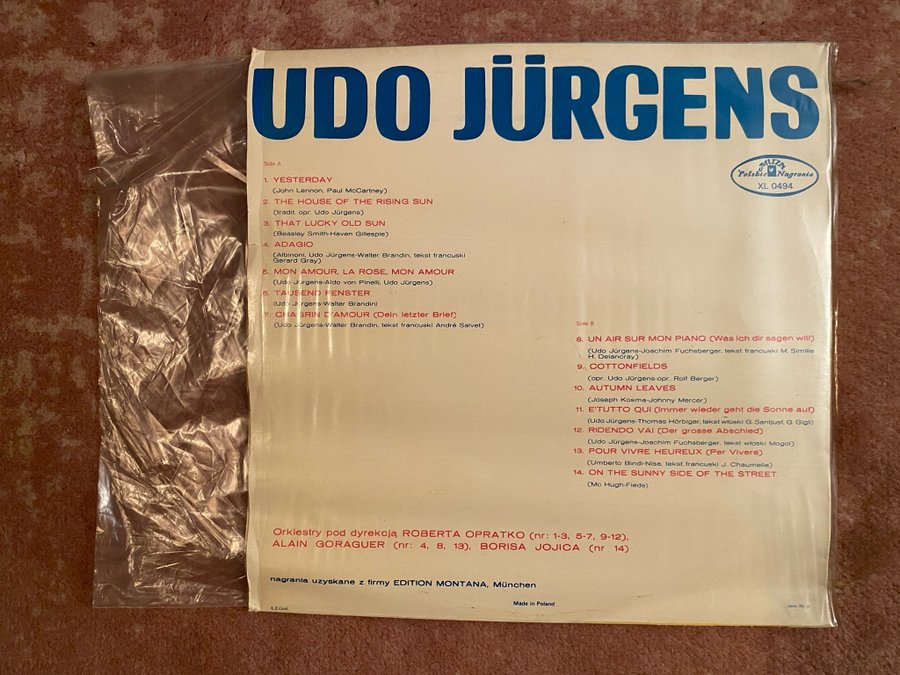 UDO JÜRGENS
MUZA
Polskie Nagrania
XL 0494
Side A
1. YESTERDAY
(John Lennon, Paul McCartney)
2. THE HOUSE OF THE RISING SUN
(tradit. opr. Udo Jürgens)
3. THAT LUCKY OLD SUN
(Beasley Smith-Haven Gillespie)
4. ADAGIO
(Albinoni, Udo Jürgens-Walter Brandin, tekst francuski
Gerard Gray)
5. MON AMOUR, LA ROSE, MON AMOUR
(Udo Jürgens-Aldo von Pinelli, Udo Jürgens)
6. TAUSEND FENSTER
(Udo Jürgens-Walter Brandin)
7. CHAGRIN D'AMOUR (Dein letzter Brief)
(Udo Jürgens-Walter Brandin, tekst francuski André Salvet)
Side B
8. UN AIR SUR MON PIANO (Was ich dir sagen will)
(Udo Jürgens-Joachim Fuchsberger, tekst francuski M. Simille
H. Delancray)
9. COTTONFIELDS
(opr. Udo Jürgens-opr. Rolf Berger)
10. AUTUMN LEAVES
(Joseph Kosma-Johnny Mercer)
11. E'TUTTO QUI (Immer wieder geht die Sonne auf)
(Udo Jürgens-Thomas Hörbiger, tekst włoski G. Santjust, G. Gigli)
12. RIDENDO VAI (Der grosse Abschied)
(Udo Jürgens-Joachim Fuchsberger, tekst włoski Mogol)
13. POUR VIVRE HEUREUX (Per Vivere)
(Umberto Bindi-Nisa, tekst francuski J. Chaumelle)
14. ON THE SUNNY SIDE OF THE STREET
(Mc Hugh-Fieds)
Orkiestry pod dyrekcją ROBERTA OPRATKO (nr: 1-3, 5-7, 9-12),
ALAIN GORAGUER (nr: 4, 8, 13), BORISA JOJICA (nr 14)
nagrania uzyskane z firmy EDITION MONTANA, München
Made in Poland